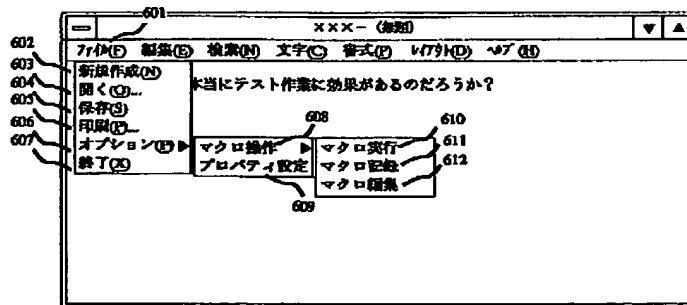 601
×××－(無題)
ﾌｧｲﾙ(F) 編集(E) 検索(N) 文字(C) 書式(P) ﾚｲｱｳﾄ(D) ﾍﾙﾌﾟ(H)
602 新規作成(N) 本当にテスト作業に効果があるのだろうか？
603 開く(O)...
604 保存(S)
605 印刷(P)...
606 オプション(P) ▶ マクロ操作 ▶ マクロ実行
607 終了(X) プロパティ設定 マクロ記録
マクロ編集
608
609
610
611
612